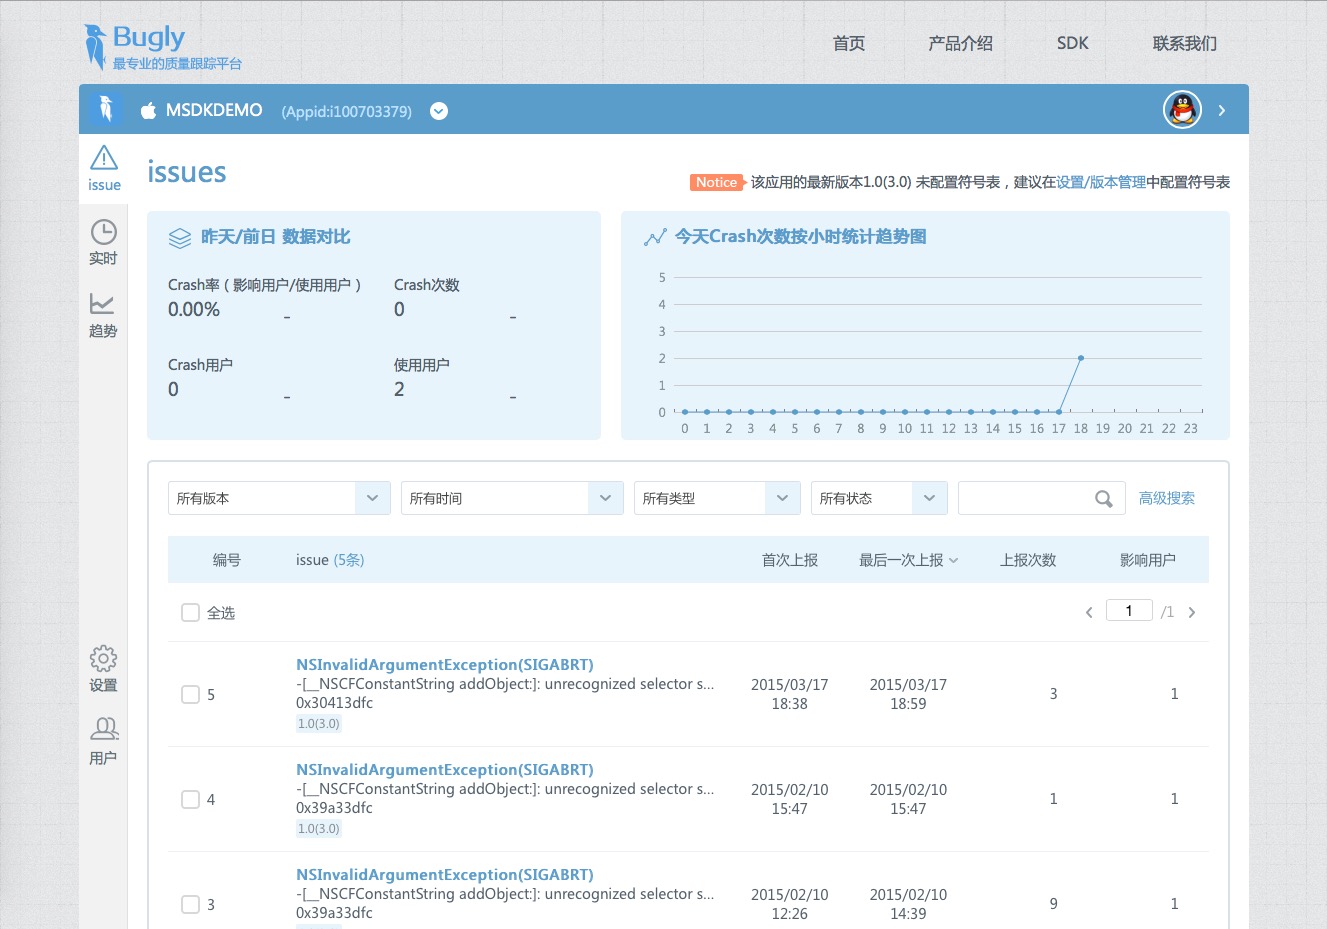 Bugly
最专业的质量跟踪平台
首页 产品介绍 SDK 联系我们
MSDKDEMO (Appid:i100703379)
issue
实时
趋势
设置
用户
issues
Notice 该应用的最新版本1.0(3.0) 未配置符号表，建议在设置/版本管理中配置符号表
昨天/前日 数据对比
Crash率（影响用户/使用用户） Crash次数
0.00% - 0 -
Crash用户 使用用户
0 - 2 -
今天Crash次数按小时统计趋势图
5
4
3
2
1
0
0 1 2 3 4 5 6 7 8 9 10 11 12 13 14 15 16 17 18 19 20 21 22 23
所有版本 所有时间 所有类型 所有状态 高级搜索
编号 issue (5条) 首次上报 最后一次上报 上报次数 影响用户
全选 1 /1
NSInvalidArgumentException(SIGABRT)
-[__NSCFConstantString addObject:]: unrecognized selector s...
0x30413dfc
1.0(3.0)
5 2015/03/17 18:38 2015/03/17 18:59 3 1
NSInvalidArgumentException(SIGABRT)
-[__NSCFConstantString addObject:]: unrecognized selector s...
0x39a33dfc
1.0(3.0)
4 2015/02/10 15:47 2015/02/10 15:47 1 1
NSInvalidArgumentException(SIGABRT)
-[__NSCFConstantString addObject:]: unrecognized selector s...
0x39a33dfc
3 2015/02/10 12:26 2015/02/10 14:39 9 1